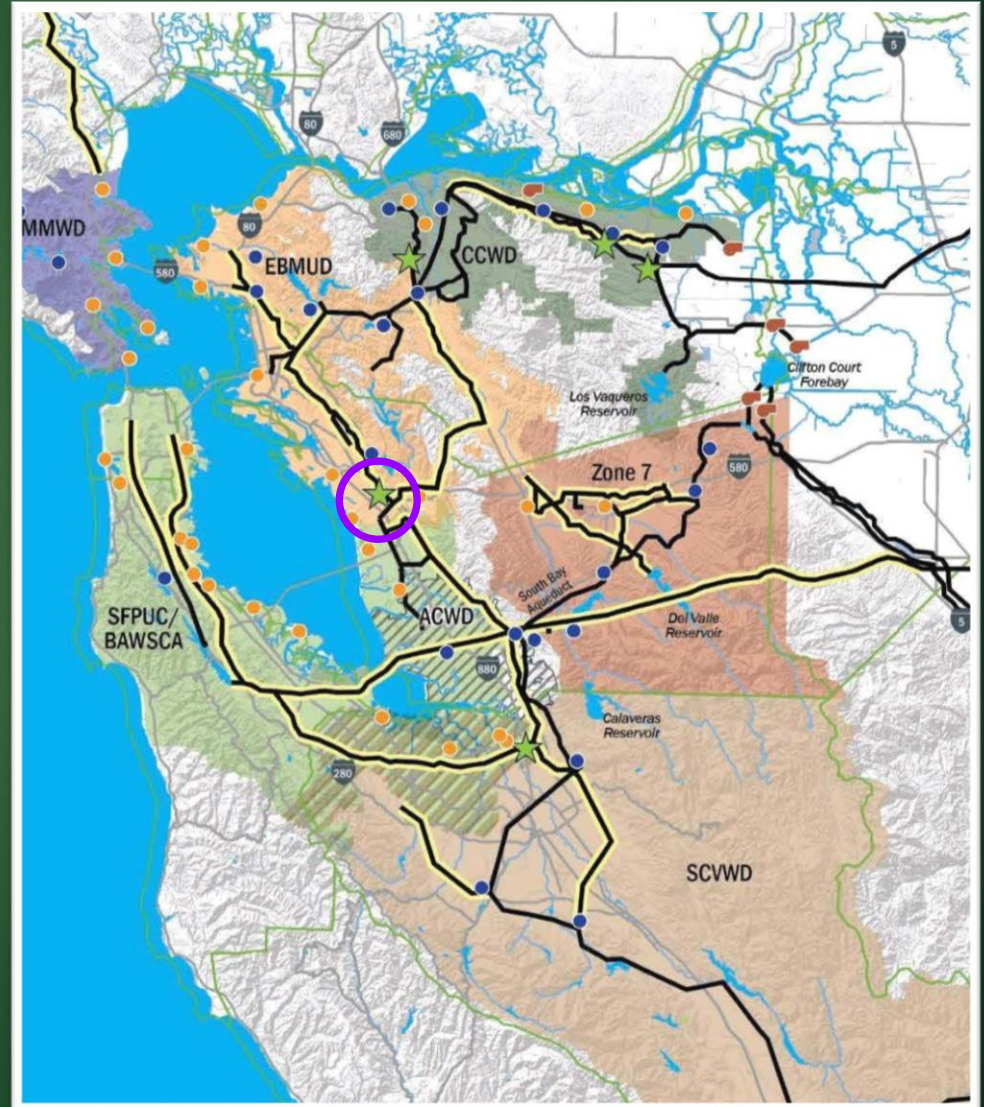 5
80
680
MMWD
80
580
EBMUD
CCWD
Clifton Court
Forebay
Los Vaqueros
Reservoir
Zone 7
580
South Bay
Aqueduct
SFPUC/
BAWSCA
ACWD
Del Valle
Reservoir
5
880
Calaveras
Reservoir
280
SCVWD